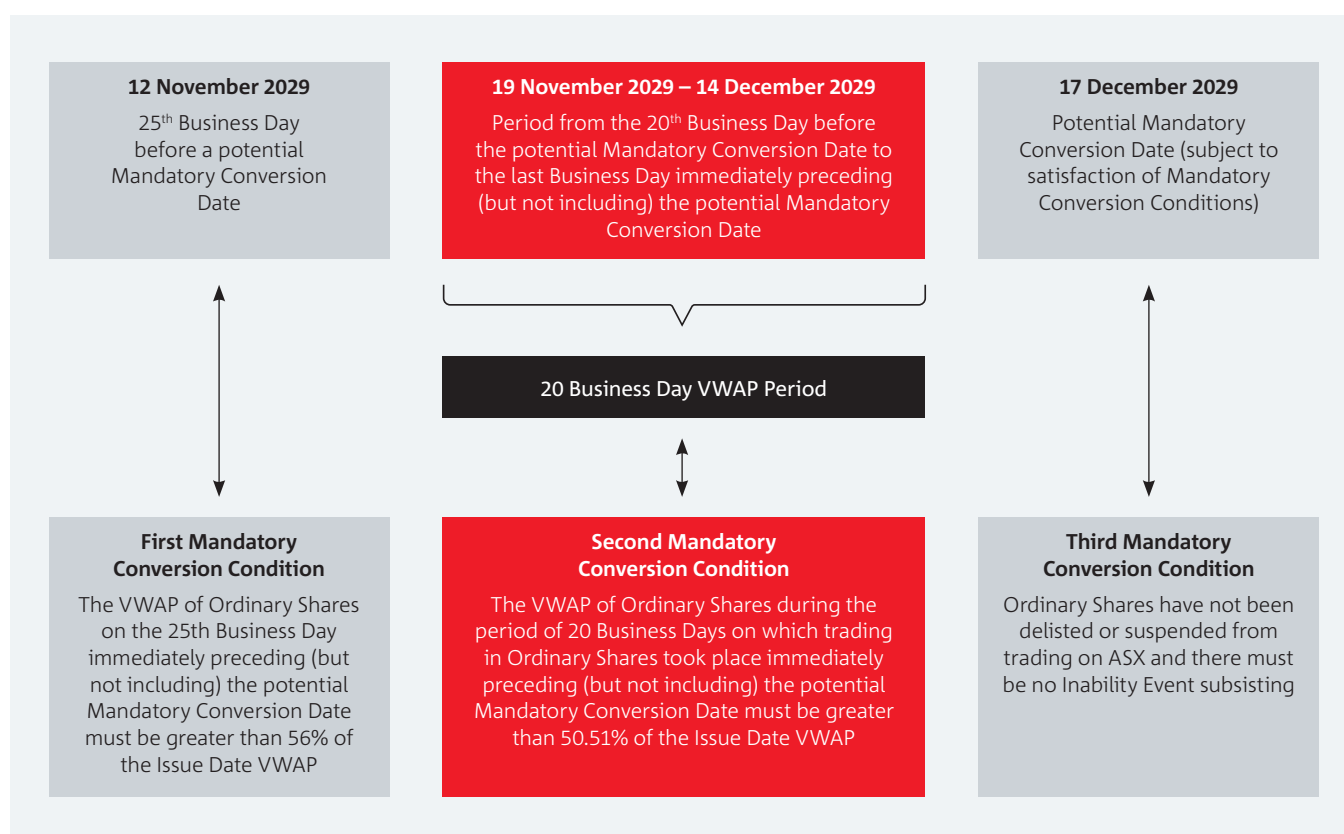 12 November 2029
25th Business Day
before a potential
Mandatory Conversion
Date
19 November 2029 – 14 December 2029
Period from the 20th Business Day before
the potential Mandatory Conversion Date to
the last Business Day immediately preceding
(but not including) the potential Mandatory
Conversion Date
17 December 2029
Potential Mandatory
Conversion Date (subject to
satisfaction of Mandatory
Conversion Conditions)
20 Business Day VWAP Period
First Mandatory
Conversion Condition
The VWAP of Ordinary Shares
on the 25th Business Day
immediately preceding (but
not including) the potential
Mandatory Conversion Date
must be greater than 56% of
the Issue Date VWAP
Second Mandatory
Conversion Condition
The VWAP of Ordinary Shares during the
period of 20 Business Days on which trading
in Ordinary Shares took place immediately
preceding (but not including) the potential
Mandatory Conversion Date must be greater
than 50.51% of the Issue Date VWAP
Third Mandatory
Conversion Condition
Ordinary Shares have not been
delisted or suspended from
trading on ASX and there must
be no Inability Event subsisting